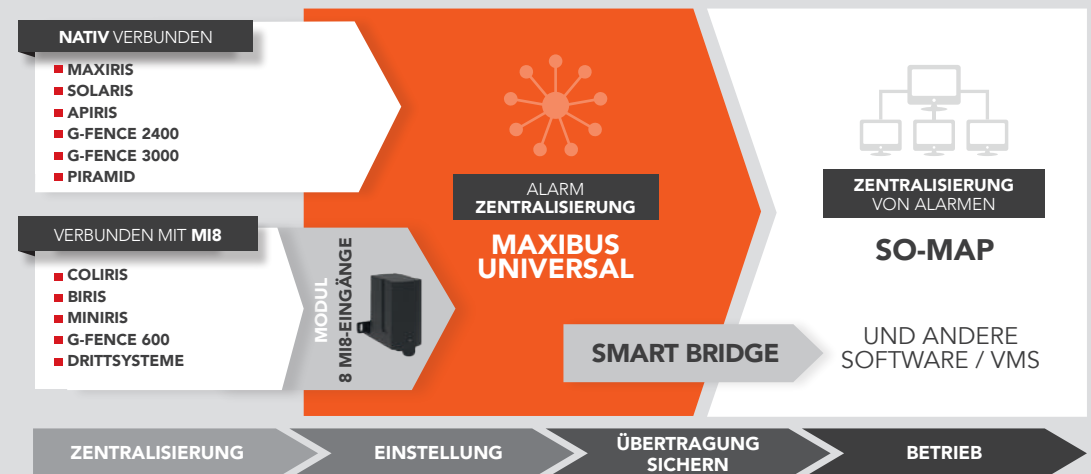 NATIV VERBUNDEN
MAXIRIS
SOLARIS
APIRIS
G-FENCE 2400
G-FENCE 3000
PIRAMID
VERBUNDEN MIT MI8
COLIRIS
BIRIS
MINIRIS
G-FENCE 600
DRITTSYSTEME
MODUL
8 MI8-EINGÄNGE
ALARM
ZENTRALISIERUNG
MAXIBUS
UNIVERSAL
SMART BRIDGE
ZENTRALISIERUNG
VON ALARMEN
SO-MAP
UND ANDERE
SOFTWARE / VMS
ZENTRALISIERUNG
EINSTELLUNG
ÜBERTRAGUNG
SICHERN
BETRIEB